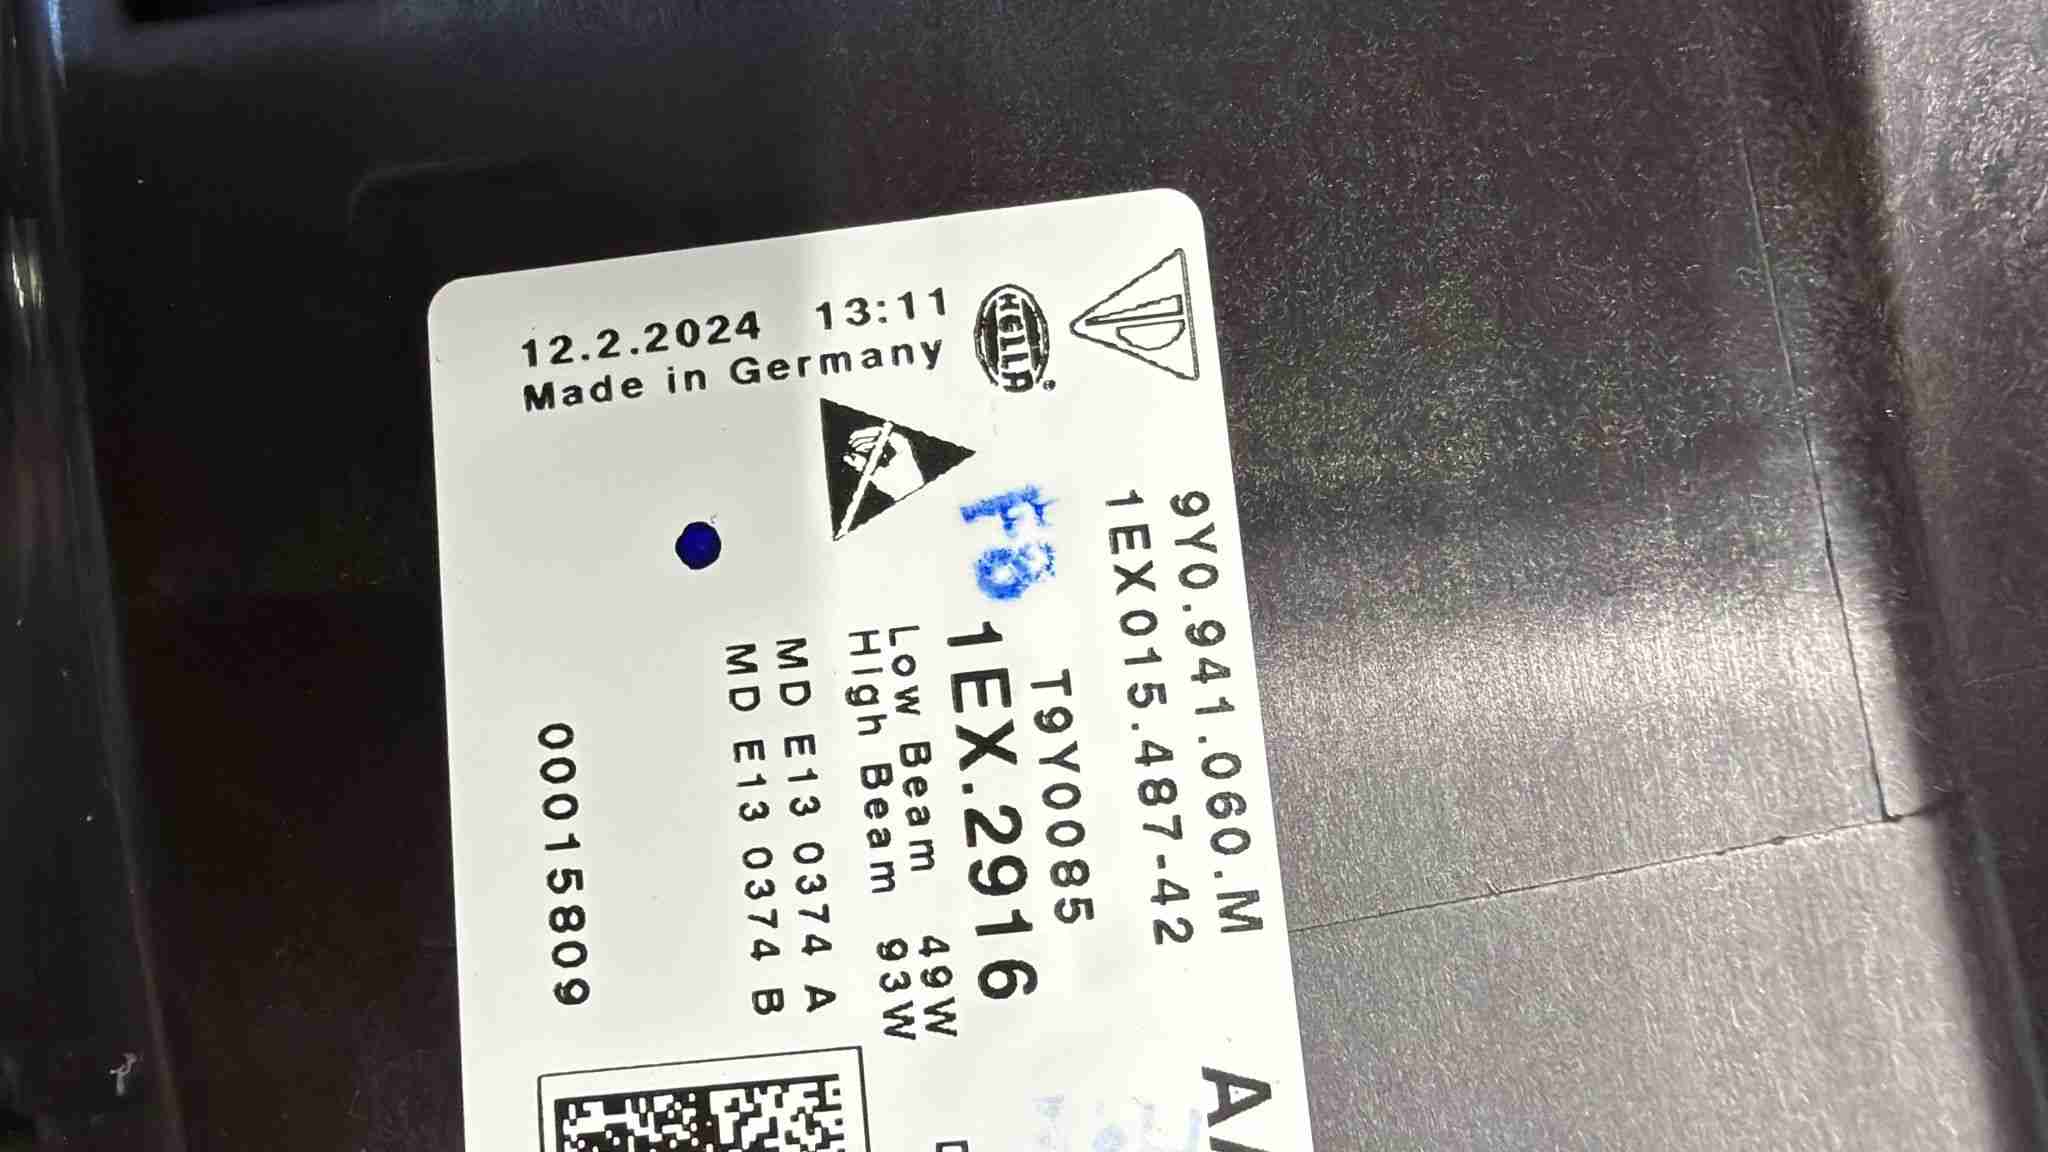 12.2.2024 13:11
Made in Germany
HELLA
9Y0.941.060.M
1EX015.487-42
T9Y0085
F8
1EX.2916
Low Beam 49W
High Beam 93W
MD E13 0374 A
MD E13 0374 B
00015809